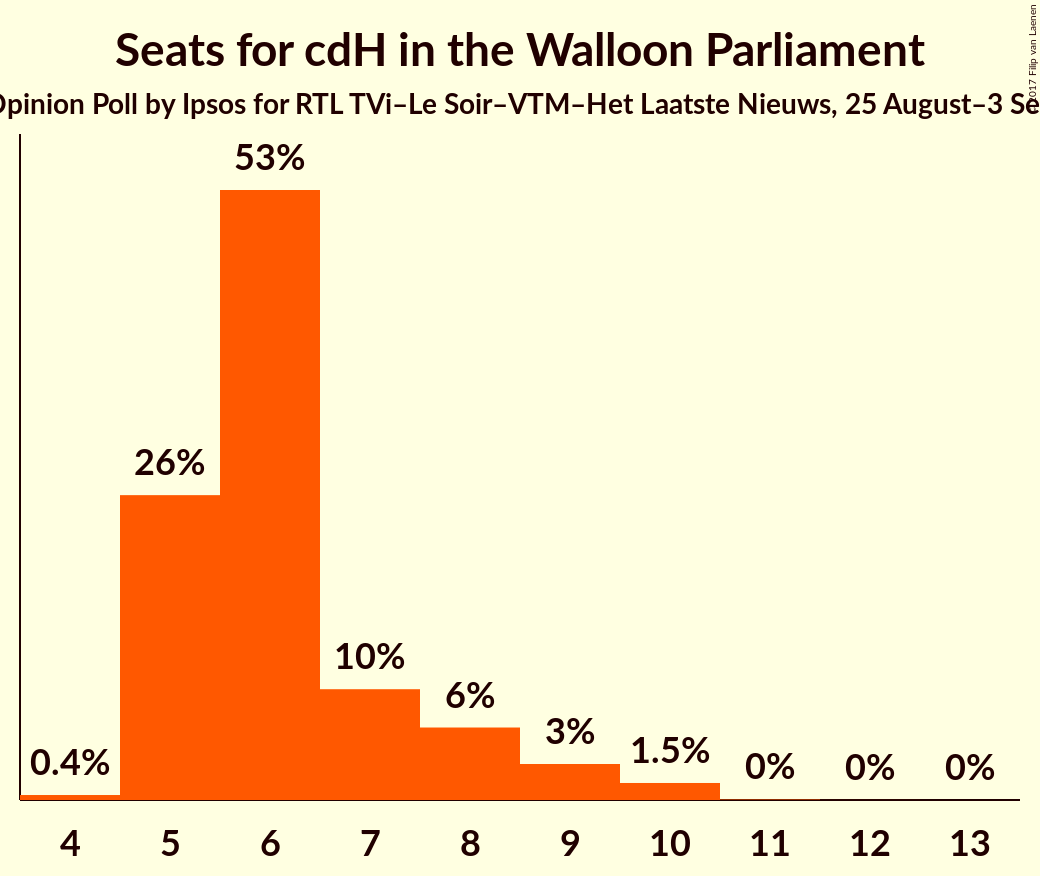 Seats for cdH in the Walloon Parliament
Opinion Poll by Ipsos for RTL TVi–Le Soir–VTM–Het Laatste Nieuws, 25 August–3 Se
2017 Filip van Laenen
53%
26%
10%
6%
3%
1.5%
0.4%
0%
0%
0%
4 5 6 7 8 9 10 11 12 13